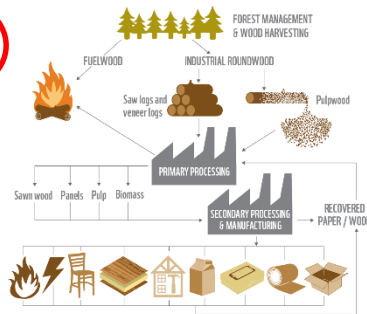 FOREST MANAGEMENT
& WOOD HARVESTING
FUELWOOD
INDUSTRIAL ROUNDWOOD
Saw logs and
veneer logs
Pulpwood
PRIMARY PROCESSING
Sawn wood
Panels
Pulp
Biomass
SECONDARY PROCESSING
& MANUFACTURING
RECOVERED
PAPER / WOOD